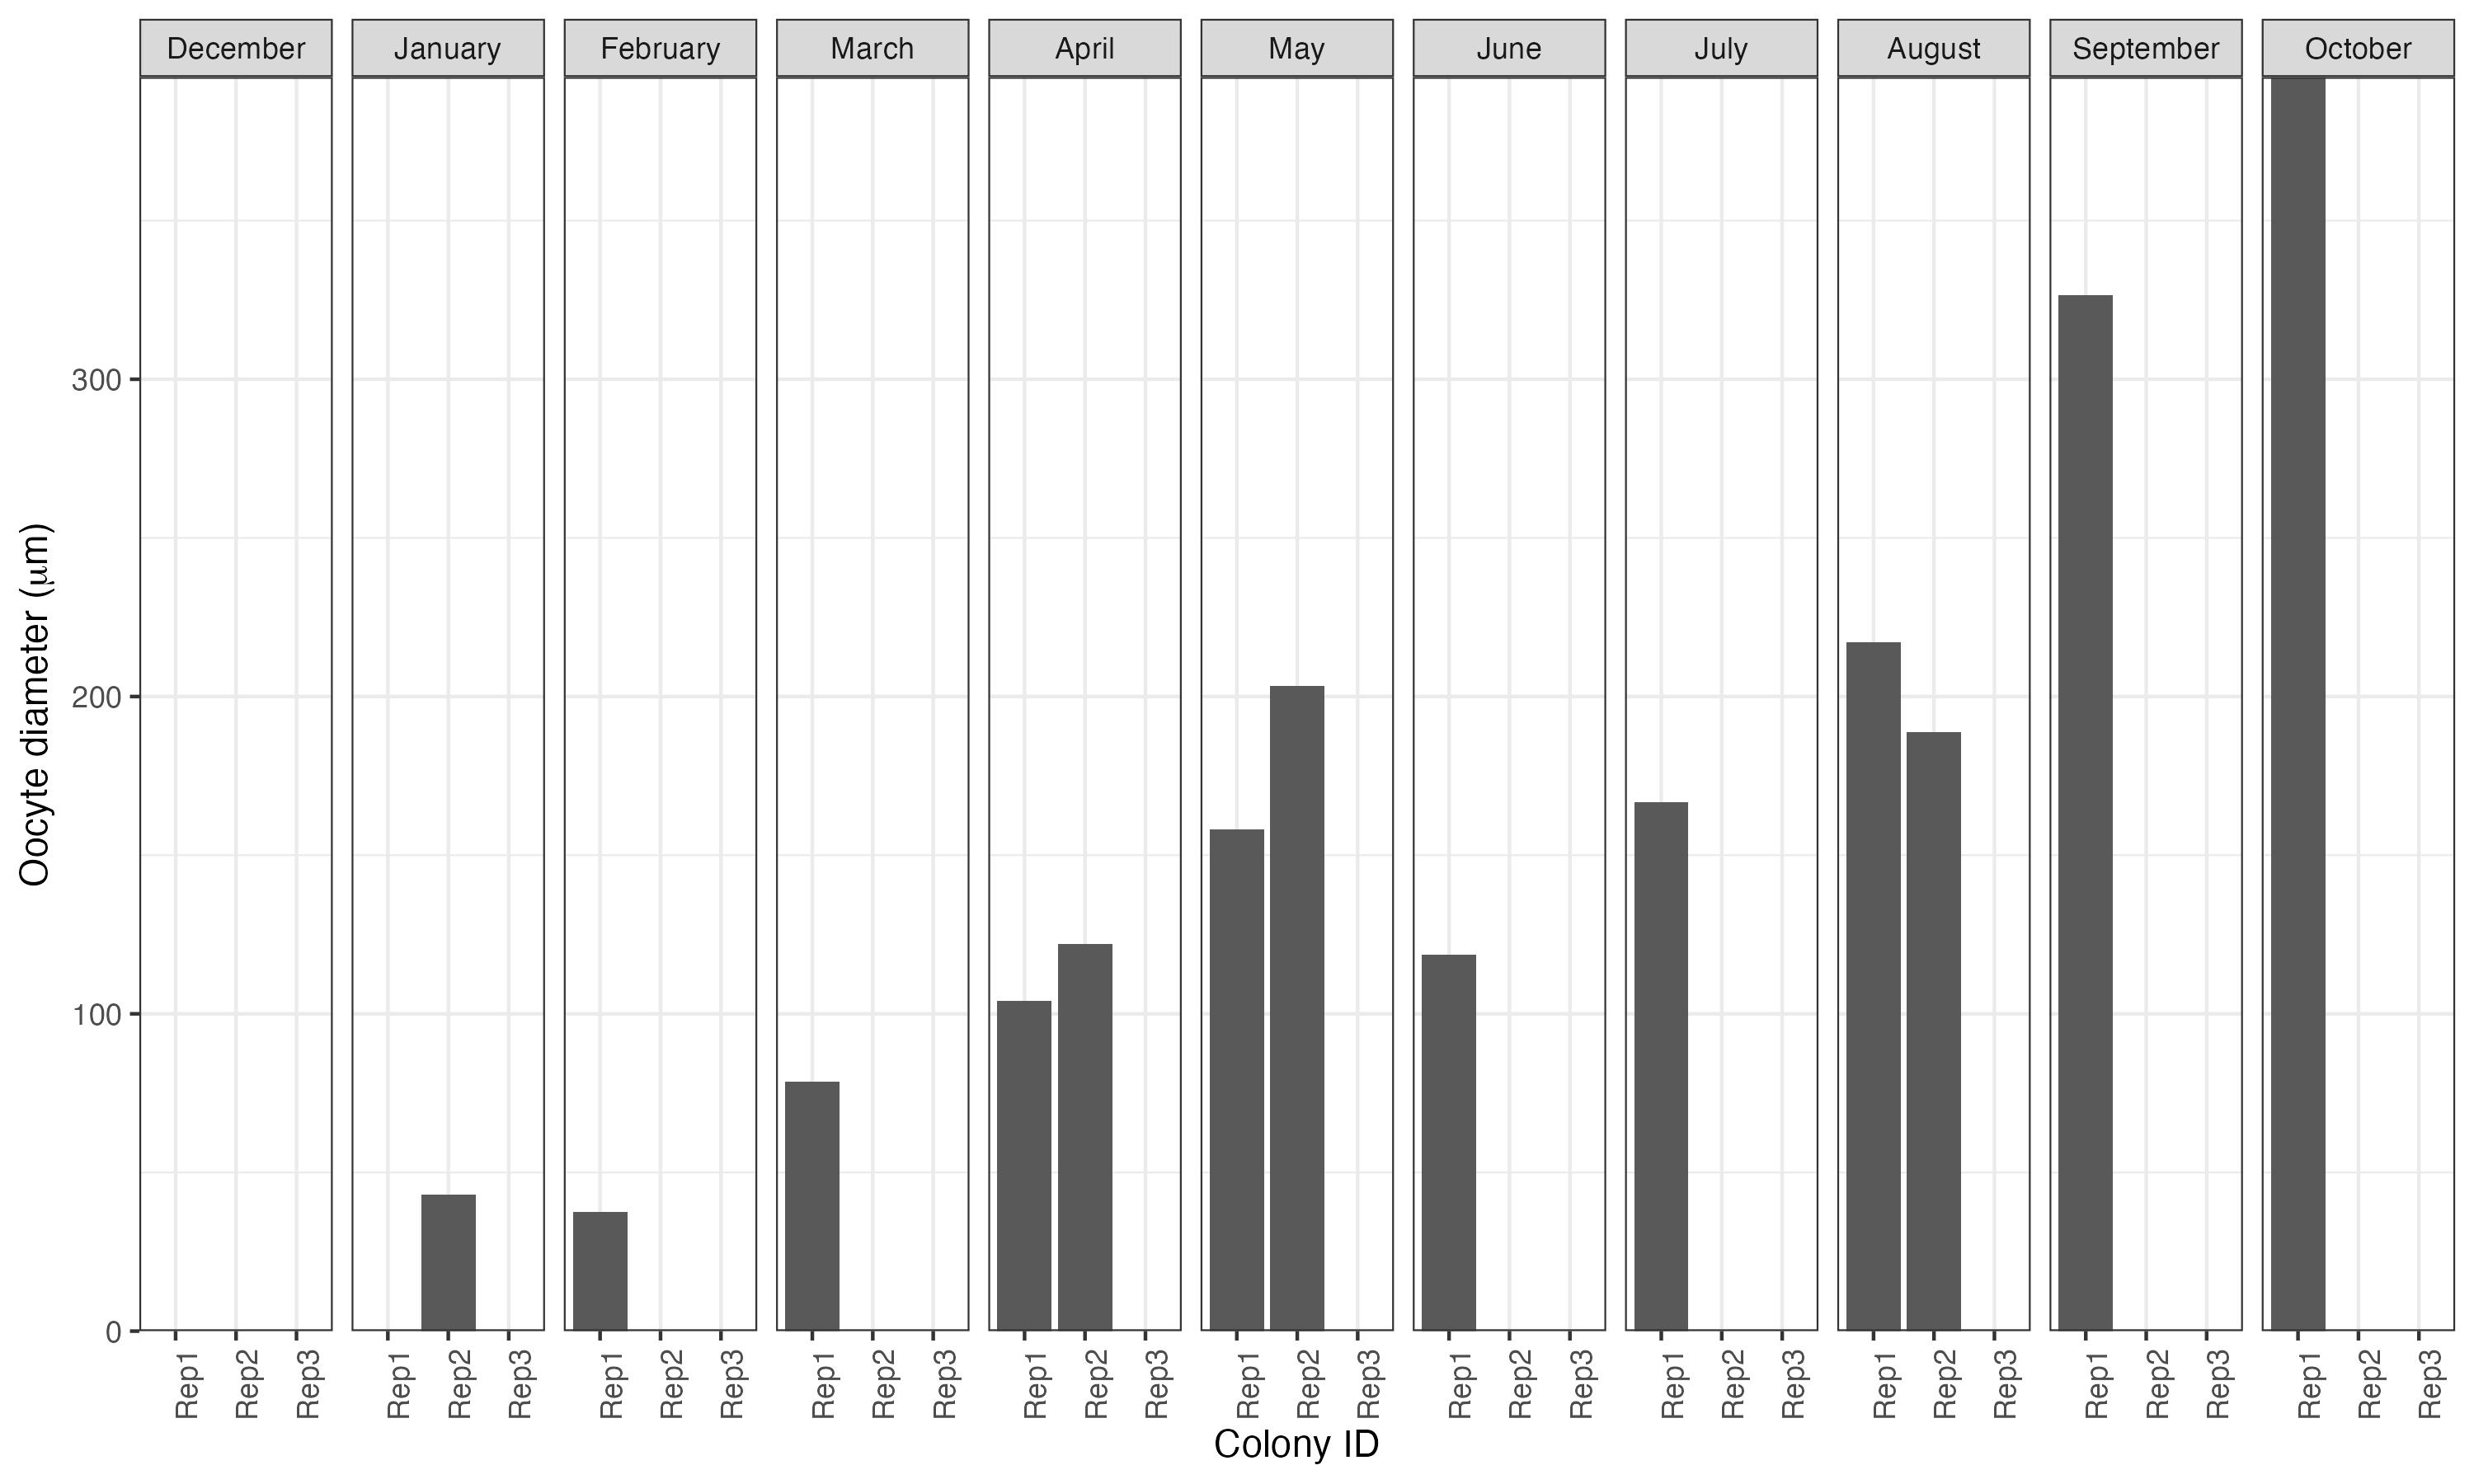 December January February March April May June July August September October
Oocyte diameter (μm)
300
200
100
0
Rep1 Rep2 Rep3 Rep1 Rep2 Rep3 Rep1 Rep2 Rep3 Rep1 Rep2 Rep3 Rep1 Rep2 Rep3 Rep1 Rep2 Rep3 Rep1 Rep2 Rep3 Rep1 Rep2 Rep3 Rep1 Rep2 Rep3 Rep1 Rep2 Rep3 Rep1 Rep2 Rep3
Colony ID